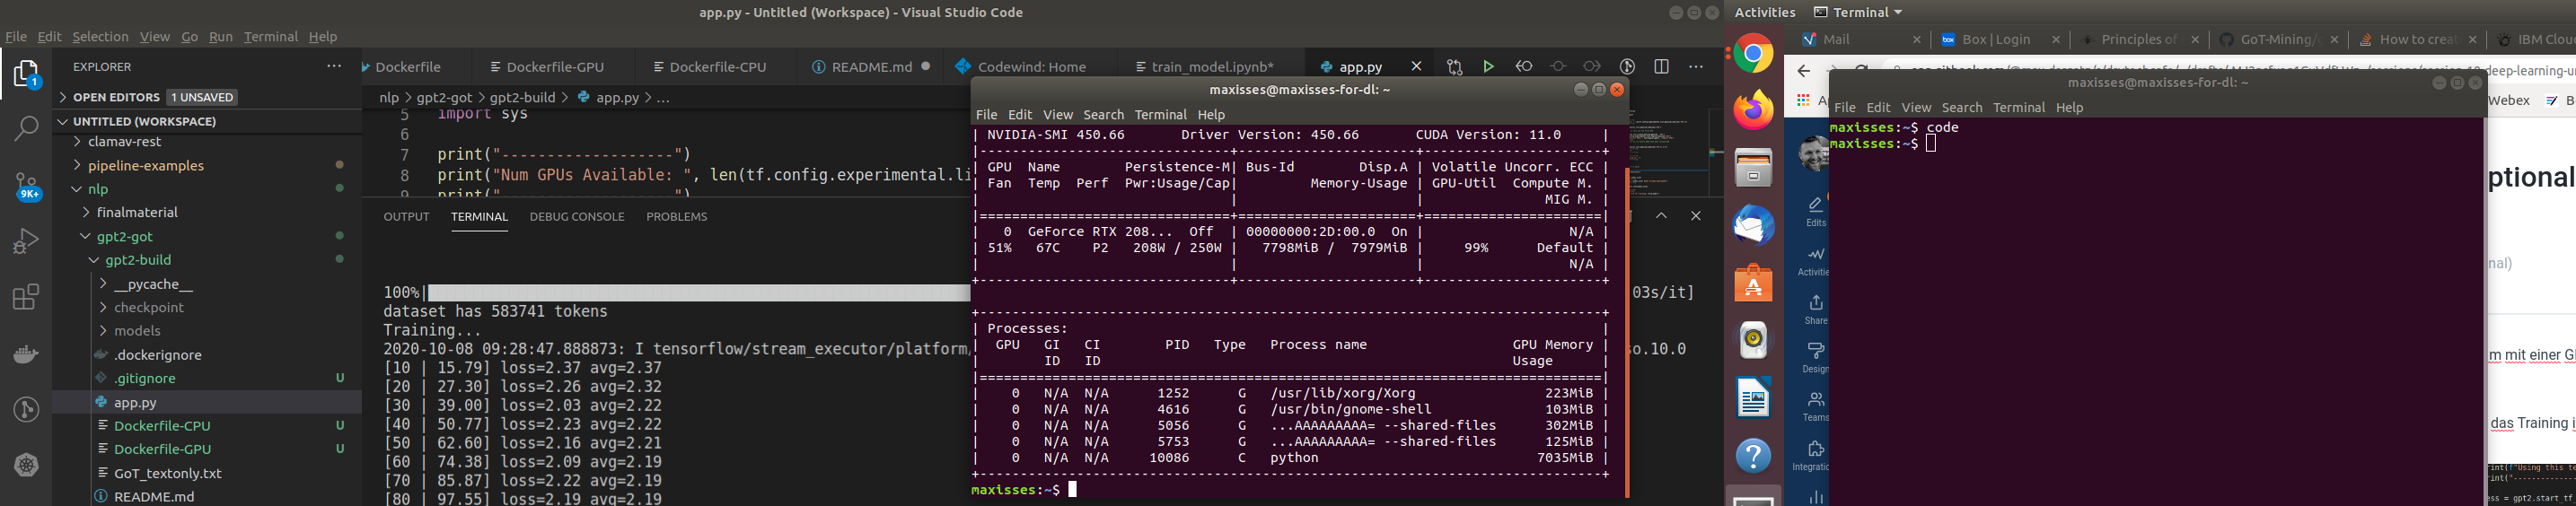 app.py - Untitled (Workspace) - Visual Studio Code
File Edit Selection View Go Run Terminal Help
EXPLORER
OPEN EDITORS 1 UNSAVED
UNTITLED (WORKSPACE)
clamav-rest
pipeline-examples
nlp
finalmaterial
gpt2-got
gpt2-build
__pycache__
checkpoint
models
.dockerignore
.gitignore U
app.py
Dockerfile-CPU U
Dockerfile-GPU U
GoT_textonly.txt
README.md
1
9K+
Dockerfile Dockerfile-GPU Dockerfile-CPU README.md Codewind: Home train_model.ipynb* app.py
nlp > gpt2-got > gpt2-build > app.py > ...
5 import sys
6
7 print("-------------------")
8 print("Num GPUs Available: ", len(tf.config.experimental.li
9 print("-------------------")
OUTPUT TERMINAL DEBUG CONSOLE PROBLEMS
100%| 03s/it]
dataset has 583741 tokens
Training...
2020-10-08 09:28:47.888873: I tensorflow/stream_executor/platform/ so.10.0
[10 | 15.79] loss=2.37 avg=2.37
[20 | 27.30] loss=2.26 avg=2.32
[30 | 39.00] loss=2.03 avg=2.22
[40 | 50.77] loss=2.23 avg=2.22
[50 | 62.60] loss=2.16 avg=2.21
[60 | 74.38] loss=2.09 avg=2.19
[70 | 85.87] loss=2.22 avg=2.19
[80 | 97.55] loss=2.19 avg=2.19
maxisses@maxisses-for-dl: ~
File Edit View Search Terminal Help
| NVIDIA-SMI 450.66 Driver Version: 450.66 CUDA Version: 11.0 |
|-------------------------------+----------------------+----------------------+
| GPU Name Persistence-M| Bus-Id Disp.A | Volatile Uncorr. ECC |
| Fan Temp Perf Pwr:Usage/Cap| Memory-Usage | GPU-Util Compute M. |
| | | MIG M. |
|===============================+======================+======================|
| 0 GeForce RTX 208... Off | 00000000:2D:00.0 On | N/A |
| 51% 67C P2 208W / 250W | 7798MiB / 7979MiB | 99% Default |
| | | N/A |
+-------------------------------+----------------------+----------------------+
+-----------------------------------------------------------------------------+
| Processes: |
| GPU GI CI PID Type Process name GPU Memory |
| ID ID Usage |
|=============================================================================|
| 0 N/A N/A 1252 G /usr/lib/xorg/Xorg 223MiB |
| 0 N/A N/A 4616 G /usr/bin/gnome-shell 103MiB |
| 0 N/A N/A 5056 G ...AAAAAAAAA= --shared-files 302MiB |
| 0 N/A N/A 5753 G ...AAAAAAAAA= --shared-files 125MiB |
| 0 N/A N/A 10086 C python 7035MiB |
+-----------------------------------------------------------------------------+
maxisses:~$
Activities Terminal
Mail Box | Login Principles of GoT-Mining/ How to creat IBM Clou
deep-learning-un
Webex
maxisses@maxisses-for-dl: ~
File Edit View Search Terminal Help
maxisses:~$ code
maxisses:~$
Edits
Activitie
Share
Design
Teams
Integratio
ptional
nal)
m mit einer G
das Training i
rint(f"Using this te
rint("--------------
ess = gpt2.start_tf